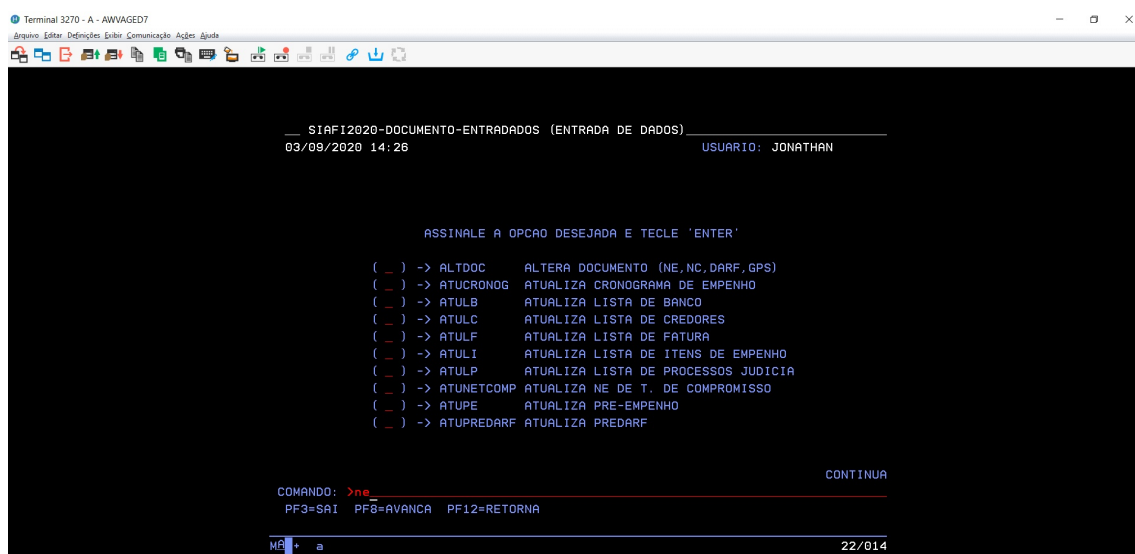 Terminal 3270 - A - AWVAGED7
Arquivo Editar Definições Exibir Comunicação Ações Ajuda
__ SIAFI2020-DOCUMENTO-ENTRADADOS (ENTRADA DE DADOS)__________________________
03/09/2020 14:26 USUARIO: JONATHAN
ASSINALE A OPCAO DESEJADA E TECLE 'ENTER'
( _ ) -> ALTDOC ALTERA DOCUMENTO (NE,NC,DARF,GPS)
( _ ) -> ATUCRONOG ATUALIZA CRONOGRAMA DE EMPENHO
( _ ) -> ATULB ATUALIZA LISTA DE BANCO
( _ ) -> ATULC ATUALIZA LISTA DE CREDORES
( _ ) -> ATULF ATUALIZA LISTA DE FATURA
( _ ) -> ATULI ATUALIZA LISTA DE ITENS DE EMPENHO
( _ ) -> ATULP ATUALIZA LISTA DE PROCESSOS JUDICIA
( _ ) -> ATUNETCOMP ATUALIZA NE DE T. DE COMPROMISSO
( _ ) -> ATUPE ATUALIZA PRE-EMPENHO
( _ ) -> ATUPREDARF ATUALIZA PREDARF
CONTINUA
COMANDO: >ne
PF3=SAI PF8=AVANCA PF12=RETORNA
MA + a 22/014